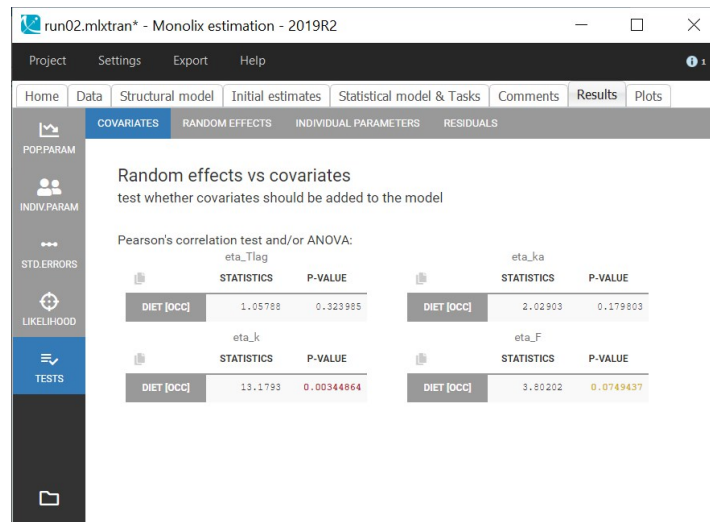 run02.mlxtran* - Monolix estimation - 2019R2
Project Settings Export Help 1
Home Data Structural model Initial estimates Statistical model & Tasks Comments Results Plots
COVARIATES RANDOM EFFECTS INDIVIDUAL PARAMETERS RESIDUALS
POP.PARAM
INDIV.PARAM
STD.ERRORS
LIKELIHOOD
TESTS
Random effects vs covariates
test whether covariates should be added to the model
Pearson's correlation test and/or ANOVA:
eta_Tlag
STATISTICS P-VALUE
DIET [OCC] 1.05788 0.323985
eta_ka
STATISTICS P-VALUE
DIET [OCC] 2.02903 0.179803
eta_k
STATISTICS P-VALUE
DIET [OCC] 13.1793 0.00344864
eta_F
STATISTICS P-VALUE
DIET [OCC] 3.80202 0.0749437